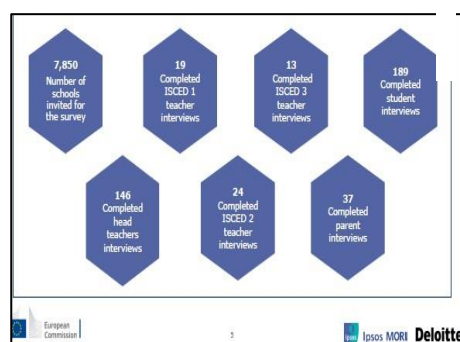 7,850
Number of
schools
invited for
the survey
19
Completed
ISCED 1
teacher
interviews
13
Completed
ISCED 3
teacher
interviews
189
Completed
student
interviews
146
Completed
head
teachers
interviews
24
Completed
ISCED 2
teacher
interviews
37
Completed
parent
interviews
European
Commission
5
Ipsos
Ipsos MORI
Deloitte